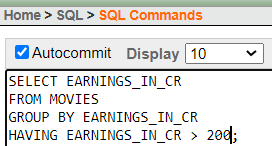 Home > SQL > SQL Commands
Autocommit Display 10
SELECT EARNINGS_IN_CR
FROM MOVIES
GROUP BY EARNINGS_IN_CR
HAVING EARNINGS_IN_CR > 200;